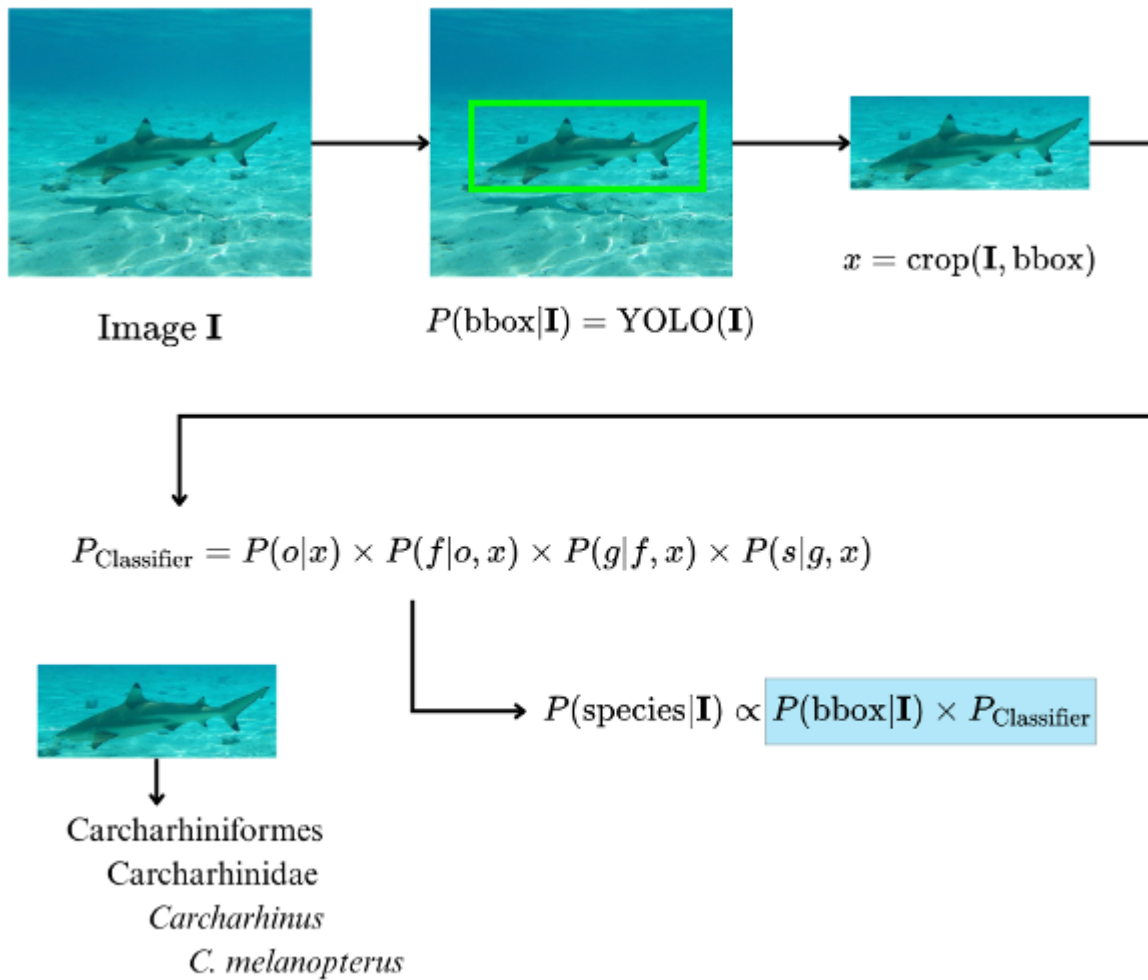 Image I
P(bbox|I) = YOLO(I)
x = crop(I, bbox)
P_Classifier = P(o|x) × P(f|o, x) × P(g|f, x) × P(s|g, x)
P(species|I) ∝ P(bbox|I) × P_Classifier
Carcharhiniformes
Carcharhinidae
Carcharhinus
C. melanopterus